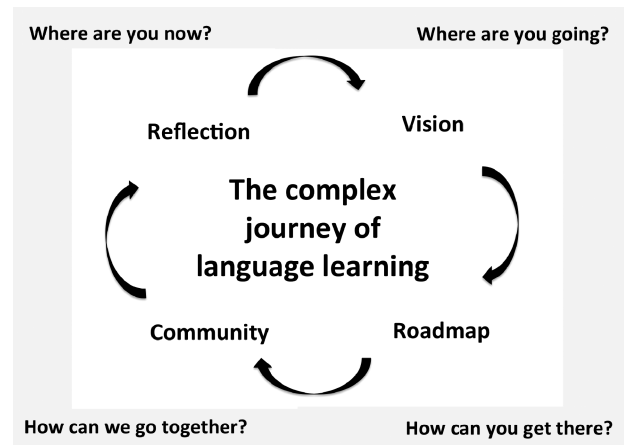 Where are you now?
Where are you going?
Reflection
Vision
The complex
journey of
language learning
Community
Roadmap
How can we go together?
How can you get there?